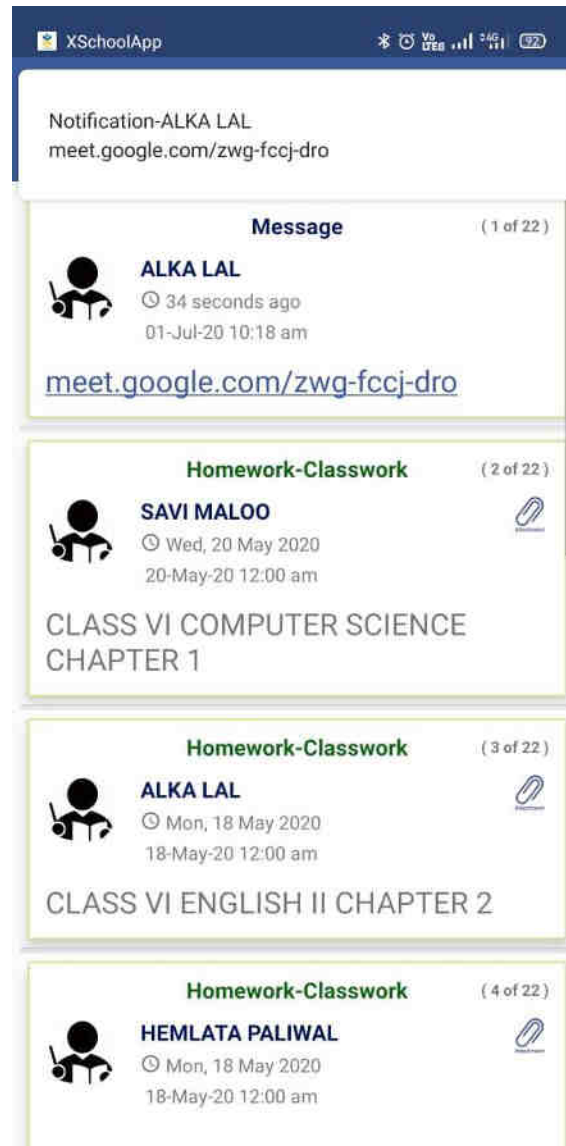 XSchoolApp
Vo LTEB 4G 92
Notification-ALKA LAL
meet.google.com/zwg-fccj-dro
Message (1 of 22)
ALKA LAL
34 seconds ago
01-Jul-20 10:18 am
meet.google.com/zwg-fccj-dro
Homework-Classwork (2 of 22)
SAVI MALOO
Wed, 20 May 2020
20-May-20 12:00 am
CLASS VI COMPUTER SCIENCE
CHAPTER 1
Homework-Classwork (3 of 22)
ALKA LAL
Mon, 18 May 2020
18-May-20 12:00 am
CLASS VI ENGLISH II CHAPTER 2
Homework-Classwork (4 of 22)
HEMLATA PALIWAL
Mon, 18 May 2020
18-May-20 12:00 am